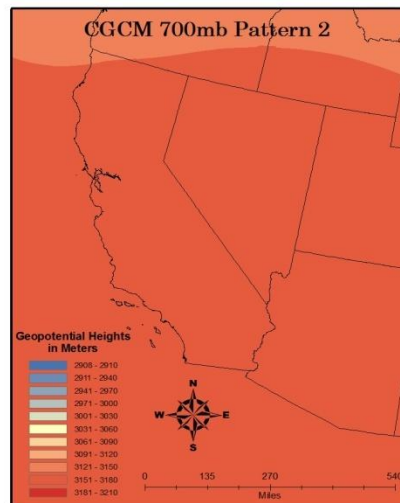 CGCM 700mb Pattern 2
Geopotential Heights
in Meters
2908 - 2910
2911 - 2940
2941 - 2970
2971 - 3000
3001 - 3030
3031 - 3060
3061 - 3090
3091 - 3120
3121 - 3150
3151 - 3180
3181 - 3210
N
W E
S
0 135 270 540
Miles